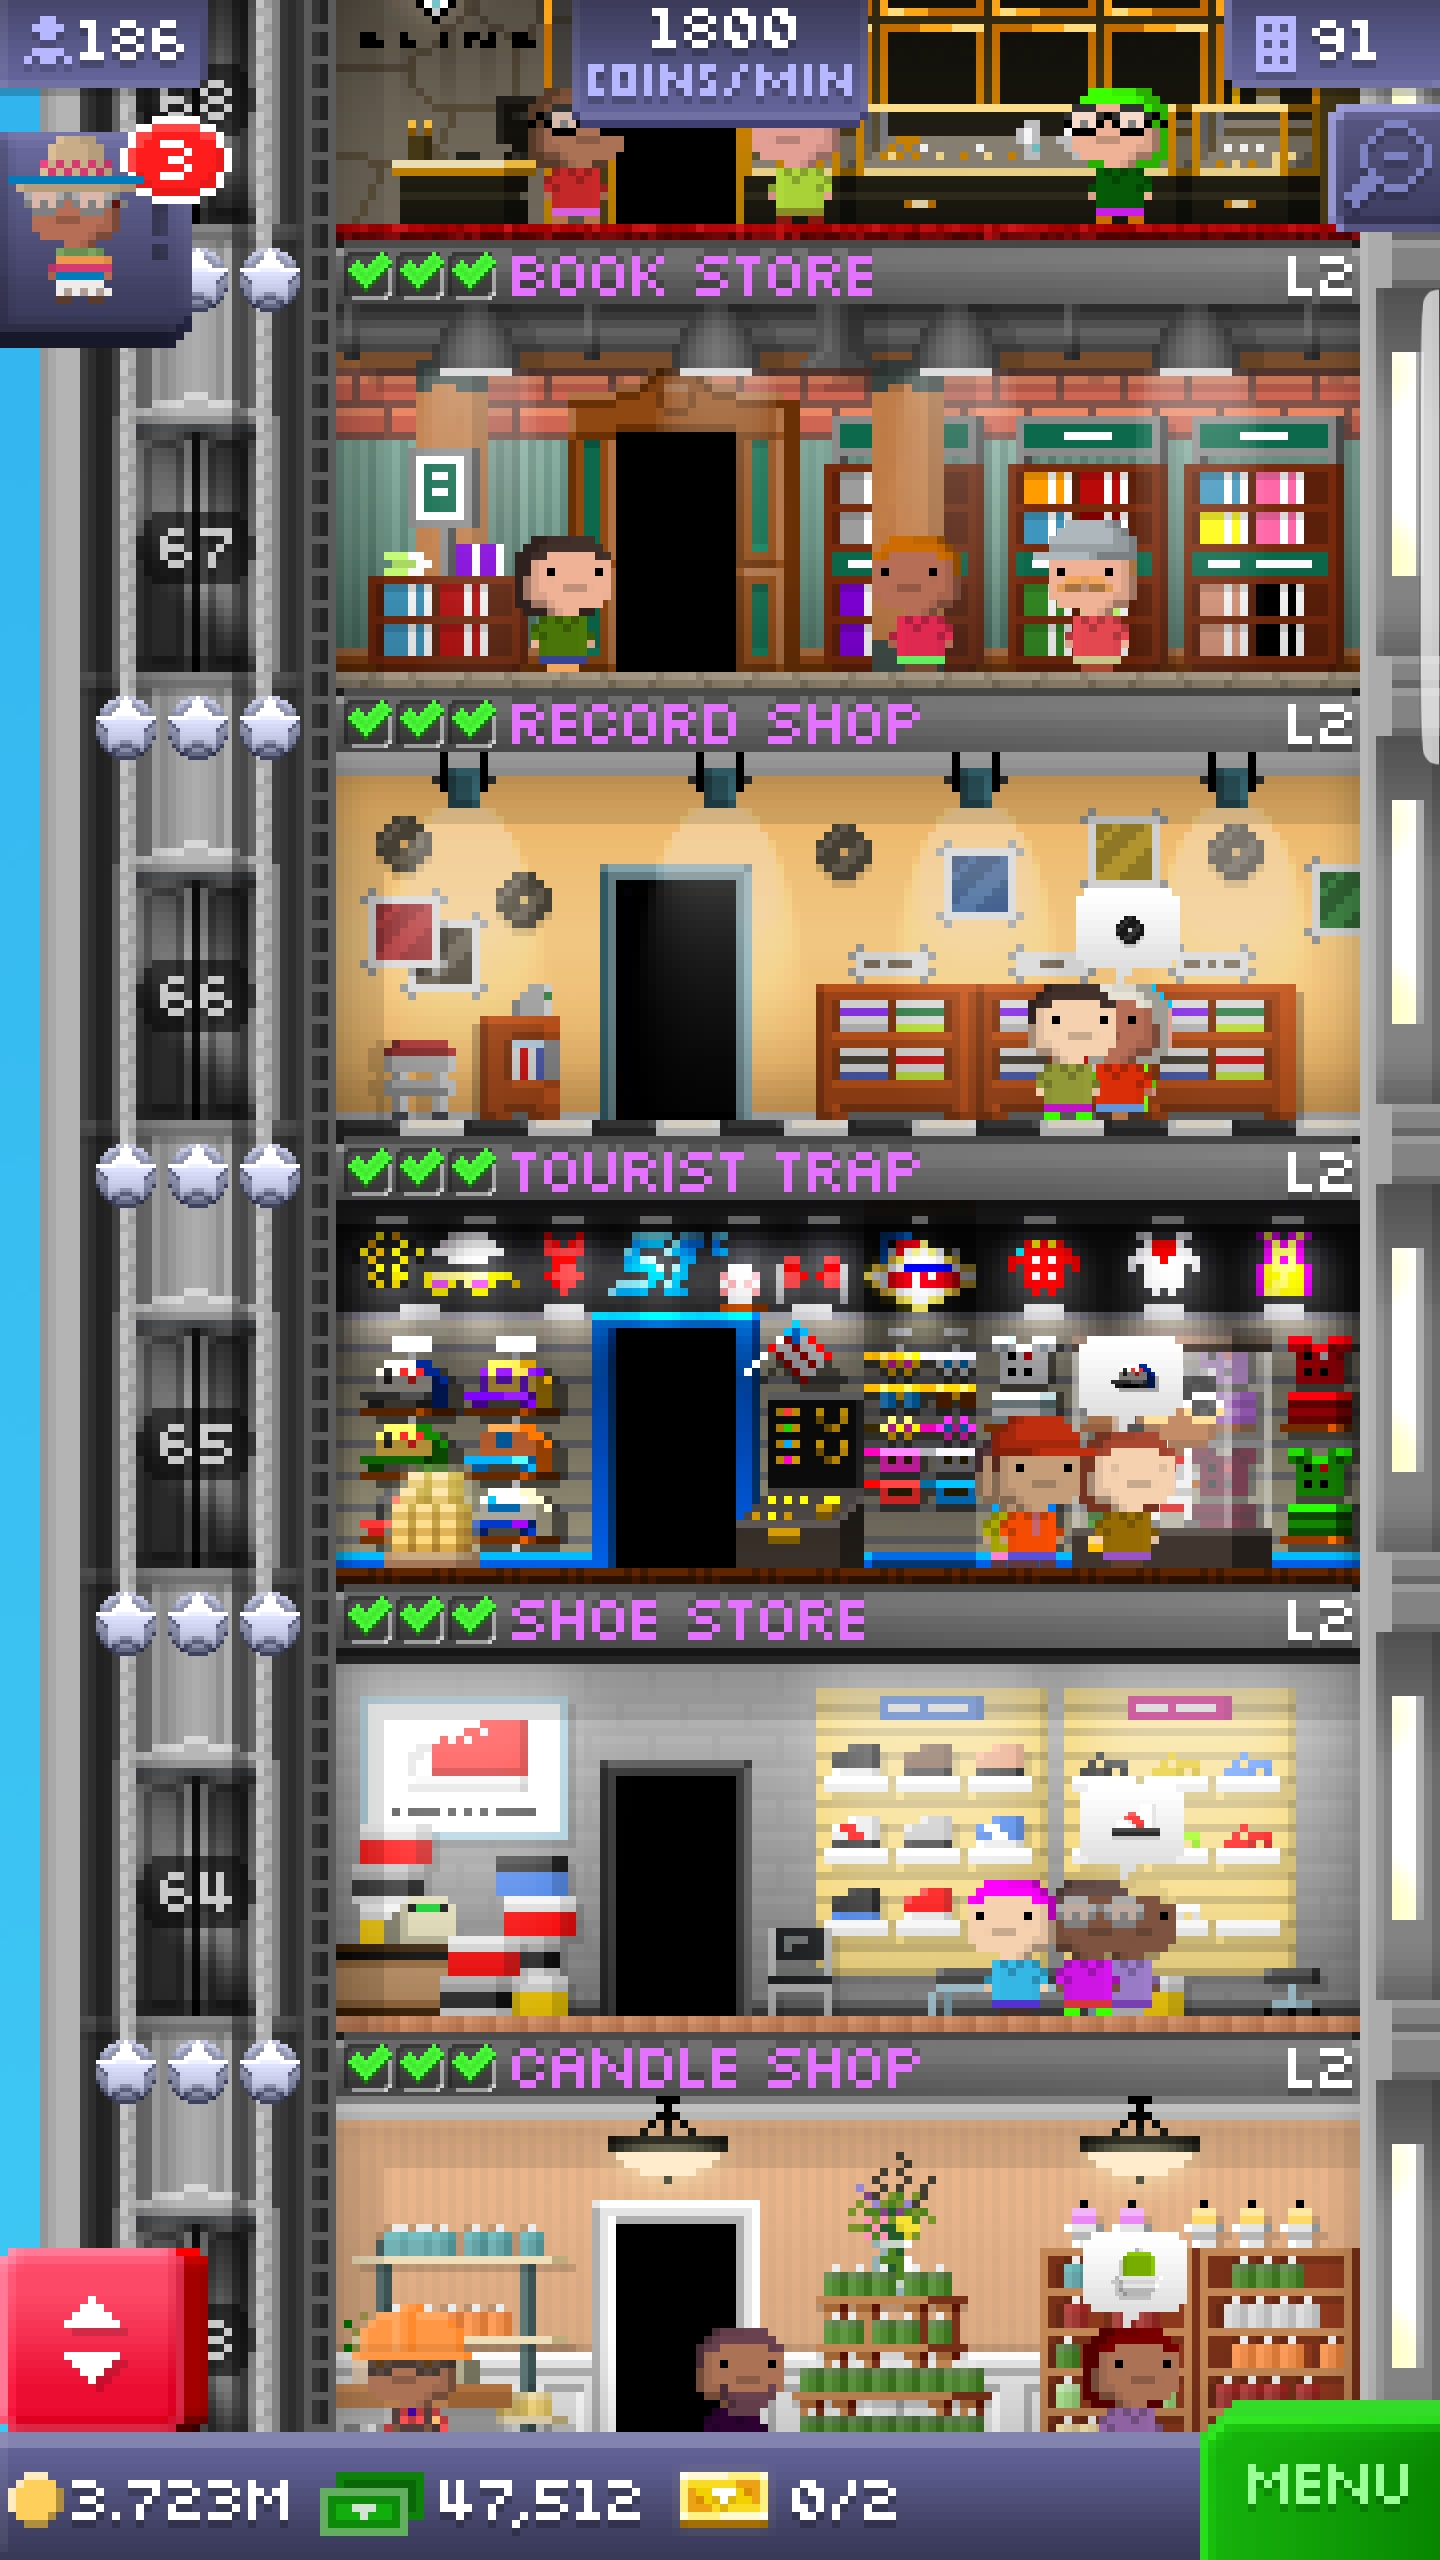 186
1800
COINS/MIN
91
68
3
BOOK STORE
L2
67
RECORD SHOP
L2
66
TOURIST TRAP
L2
65
SHOE STORE
L2
64
CANDLE SHOP
L2
3.723M
47,512
0/2
MENU